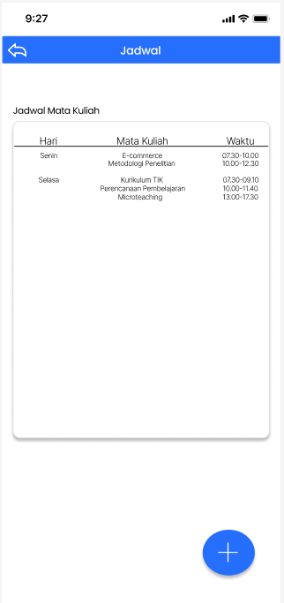 9:27
Jadwal
Jadwal Mata Kuliah
Hari Mata Kuliah Waktu
Senin E-commerce 07.30-10.00
Metodologi Penelitian 10.00-12.30
Selasa Kurikulum TIK 07.30-09.10
Perencanaan Pembelajaran 10.00-11.40
Microteaching 13.00-17.30